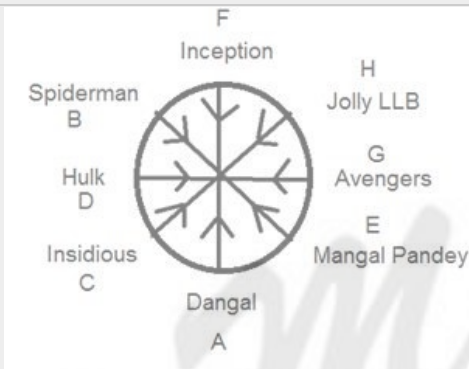 F
Inception
H
Spiderman
Jolly LLB
B
G
Hulk
Avengers
D
E
Insidious
Mangal Pandey
C
Dangal
A